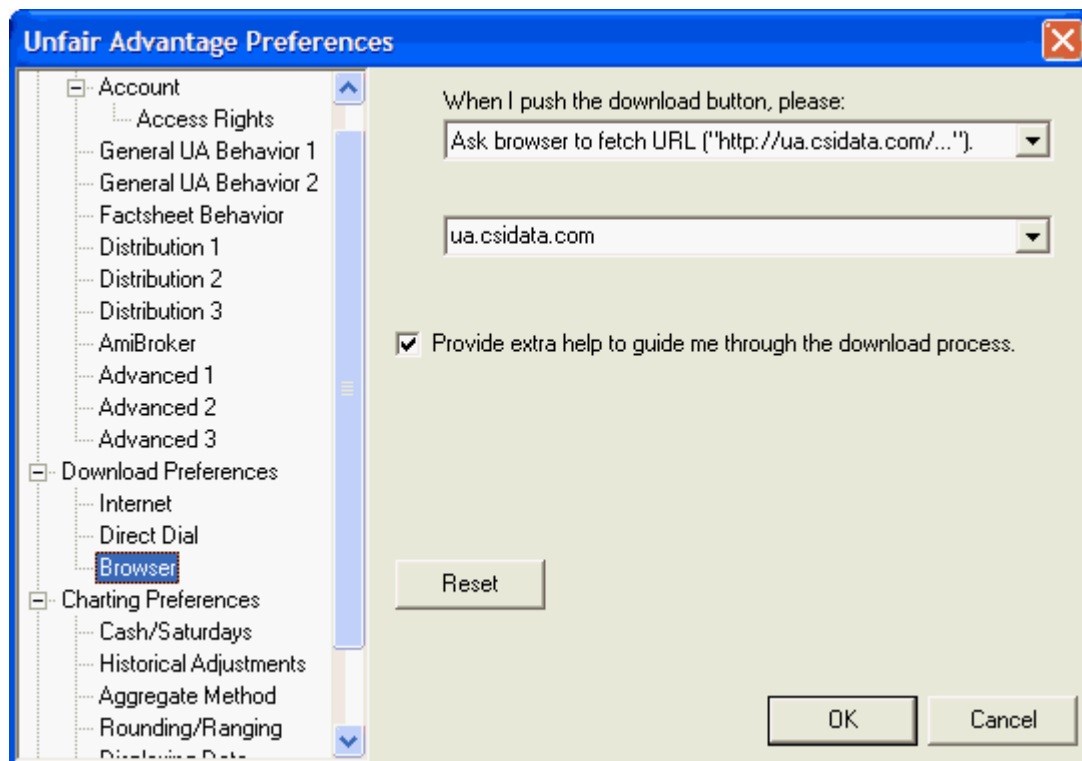 Unfair Advantage Preferences
Account
Access Rights
General UA Behavior 1
General UA Behavior 2
Factsheet Behavior
Distribution 1
Distribution 2
Distribution 3
AmiBroker
Advanced 1
Advanced 2
Advanced 3
Download Preferences
Internet
Direct Dial
Browser
Charting Preferences
Cash/Saturdays
Historical Adjustments
Aggregate Method
Rounding/Ranging
When I push the download button, please:
Ask browser to fetch URL ("http://ua.csidata.com/...").
ua.csidata.com
Provide extra help to guide me through the download process.
Reset
OK
Cancel